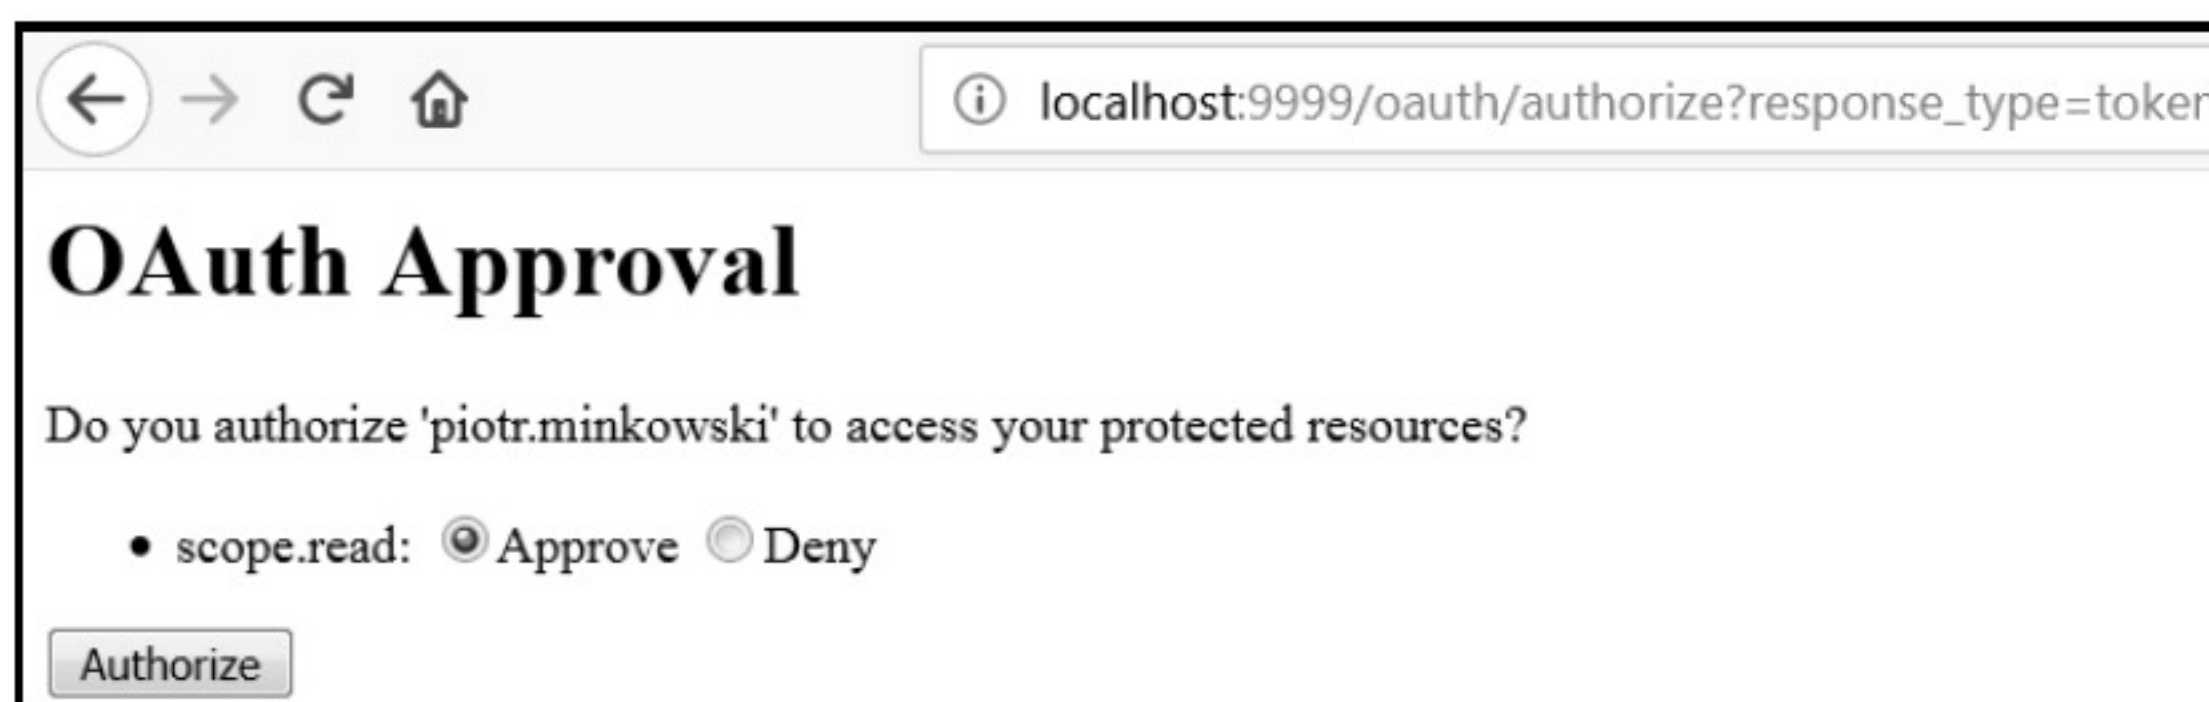 localhost:9999/oauth/authorize?response_type=token
OAuth Approval
Do you authorize 'piotr.minkowski' to access your protected resources?
• scope.read: Approve Deny
Authorize